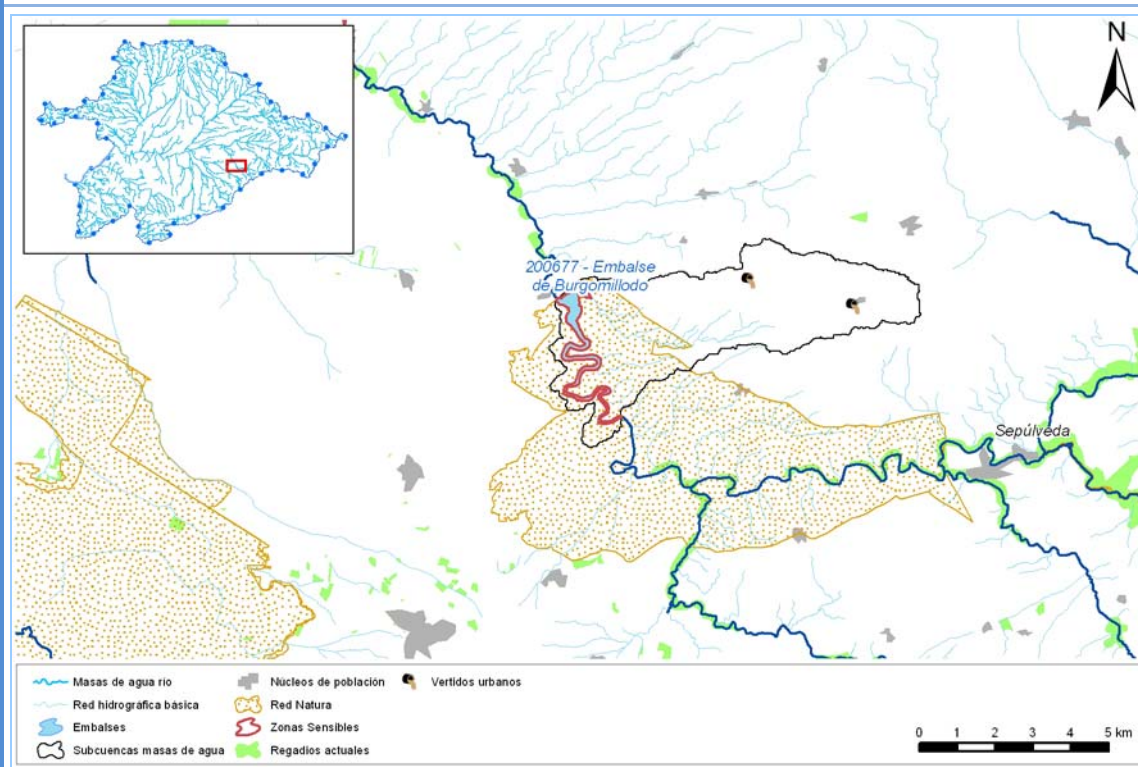 N
200677 - Embalse
de Burgomillodo
Sepúlveda
Masas de agua río
Núcleos de población
Vertidos urbanos
Red hidrográfica básica
Red Natura
Embalses
Zonas Sensibles
Subcuencas masas de agua
Regadios actuales
0 1 2 3 4 5 km